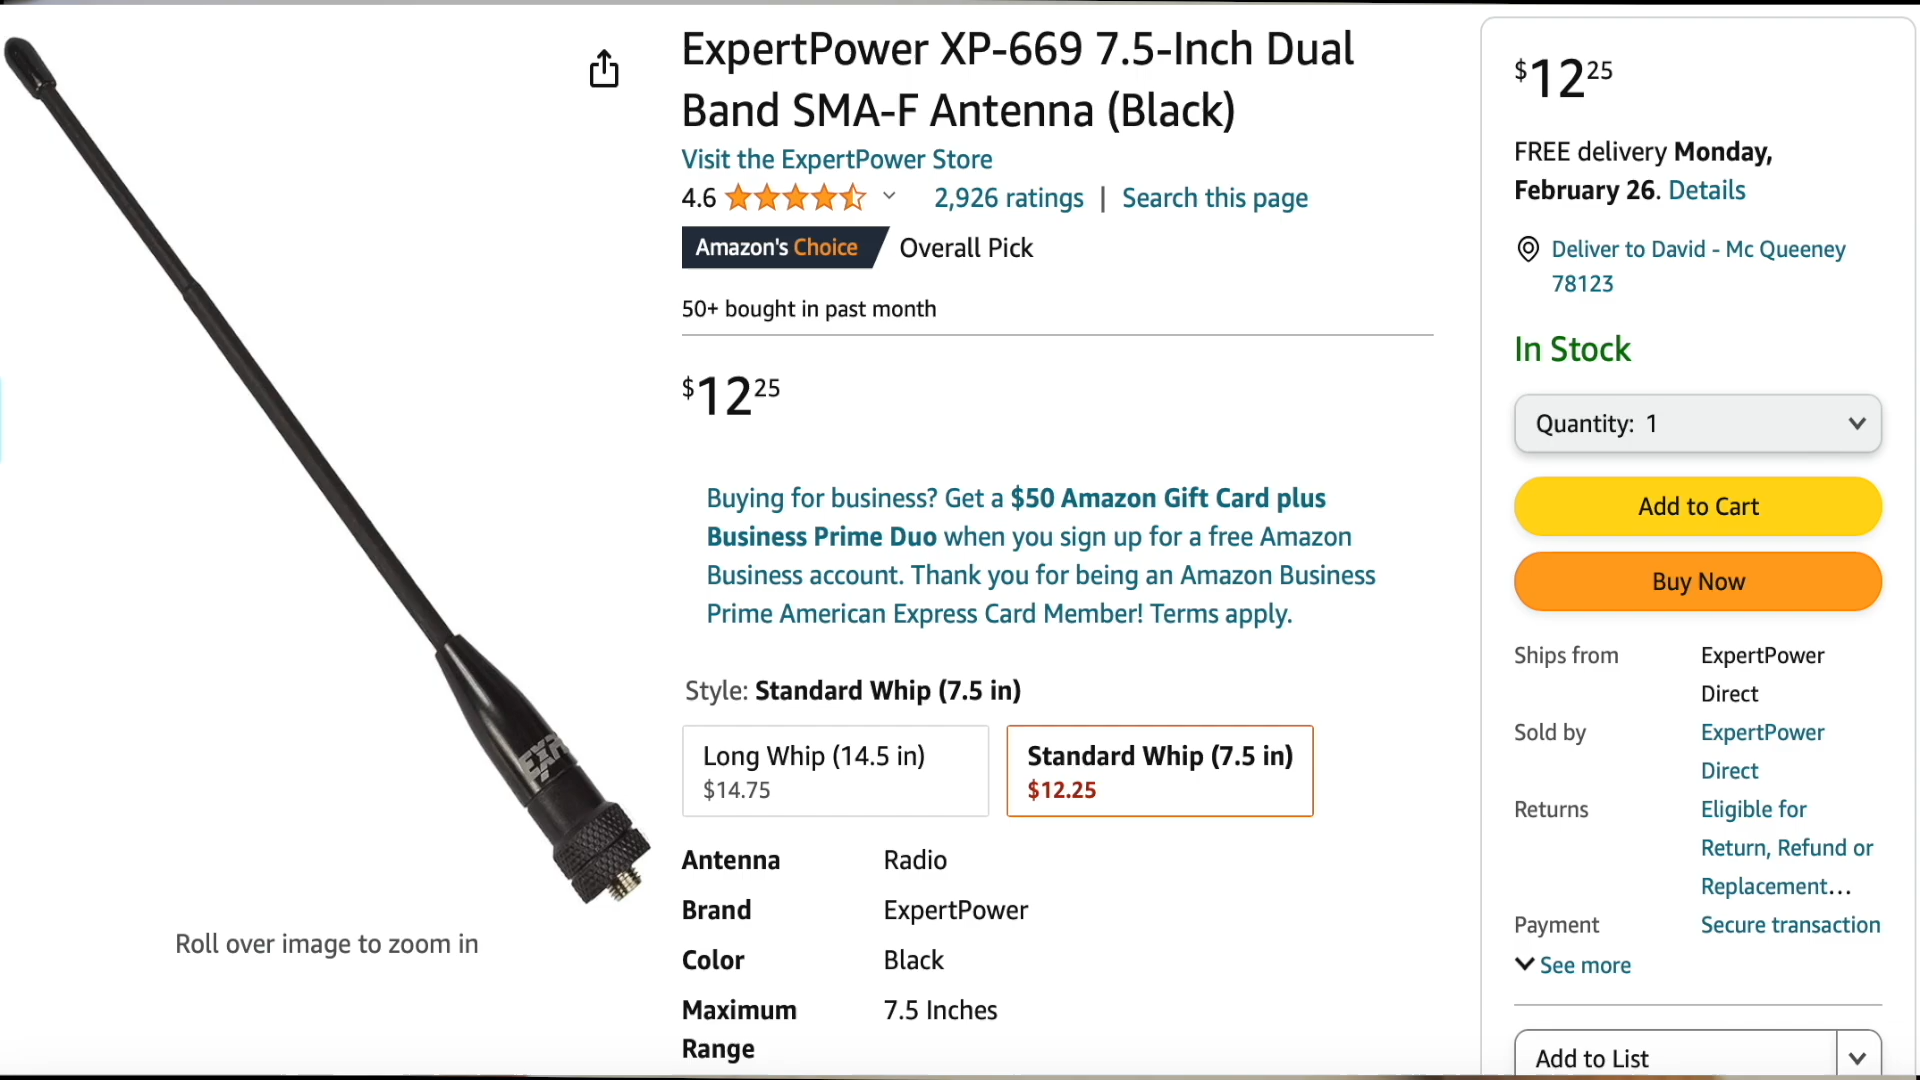 ExpertPower XP-669 7.5-Inch Dual
Band SMA-F Antenna (Black)
Visit the ExpertPower Store
4.6 2,926 ratings | Search this page
Amazon's Choice Overall Pick
50+ bought in past month
$12 25
Buying for business? Get a $50 Amazon Gift Card plus
Business Prime Duo when you sign up for a free Amazon
Business account. Thank you for being an Amazon Business
Prime American Express Card Member! Terms apply.
Style: Standard Whip (7.5 in)
Long Whip (14.5 in)
$14.75
Standard Whip (7.5 in)
$12.25
Antenna Radio
Brand ExpertPower
Color Black
Maximum 7.5 Inches
Range
Roll over image to zoom in
$12 25
FREE delivery Monday,
February 26. Details
Deliver to David - Mc Queeney
78123
In Stock
Quantity: 1
Add to Cart
Buy Now
Ships from ExpertPower
Direct
Sold by ExpertPower
Direct
Returns Eligible for
Return, Refund or
Replacement...
Payment Secure transaction
See more
Add to List